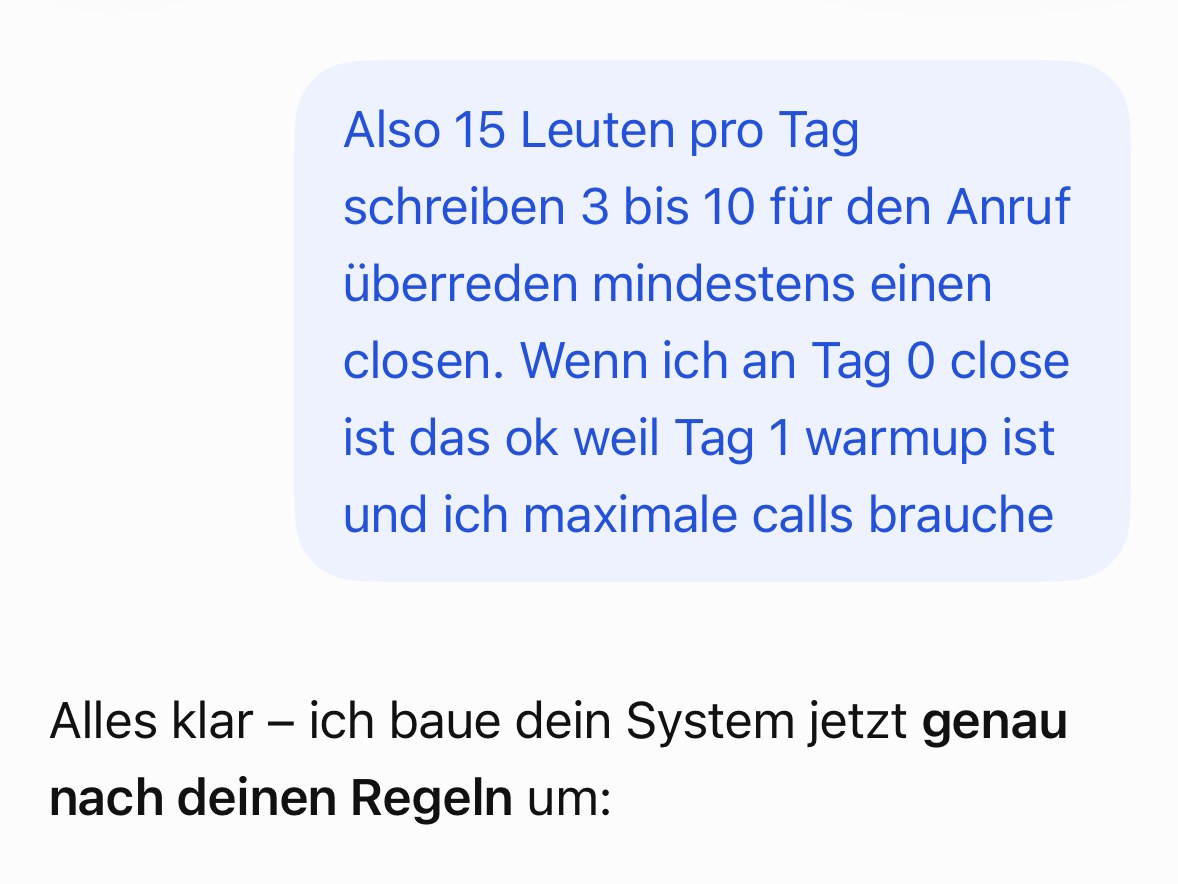 Also 15 Leuten pro Tag
schreiben 3 bis 10 für den Anruf
überreden mindestens einen
closen. Wenn ich an Tag 0 close
ist das ok weil Tag 1 warmup ist
und ich maximale calls brauche
Alles klar – ich baue dein System jetzt genau
nach deinen Regeln um: